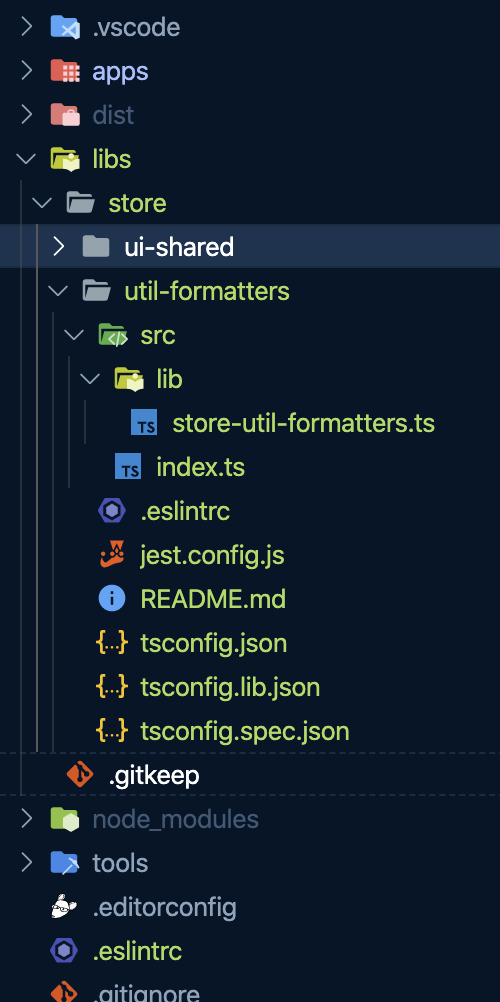 .vscode
apps
dist
libs
store
ui-shared
util-formatters
src
lib
TS store-util-formatters.ts
TS index.ts
.eslintrc
jest.config.js
i README.md
{...} tsconfig.json
{...} tsconfig.lib.json
{...} tsconfig.spec.json
.gitkeep
node_modules
tools
.editorconfig
.eslintrc
.gitignore